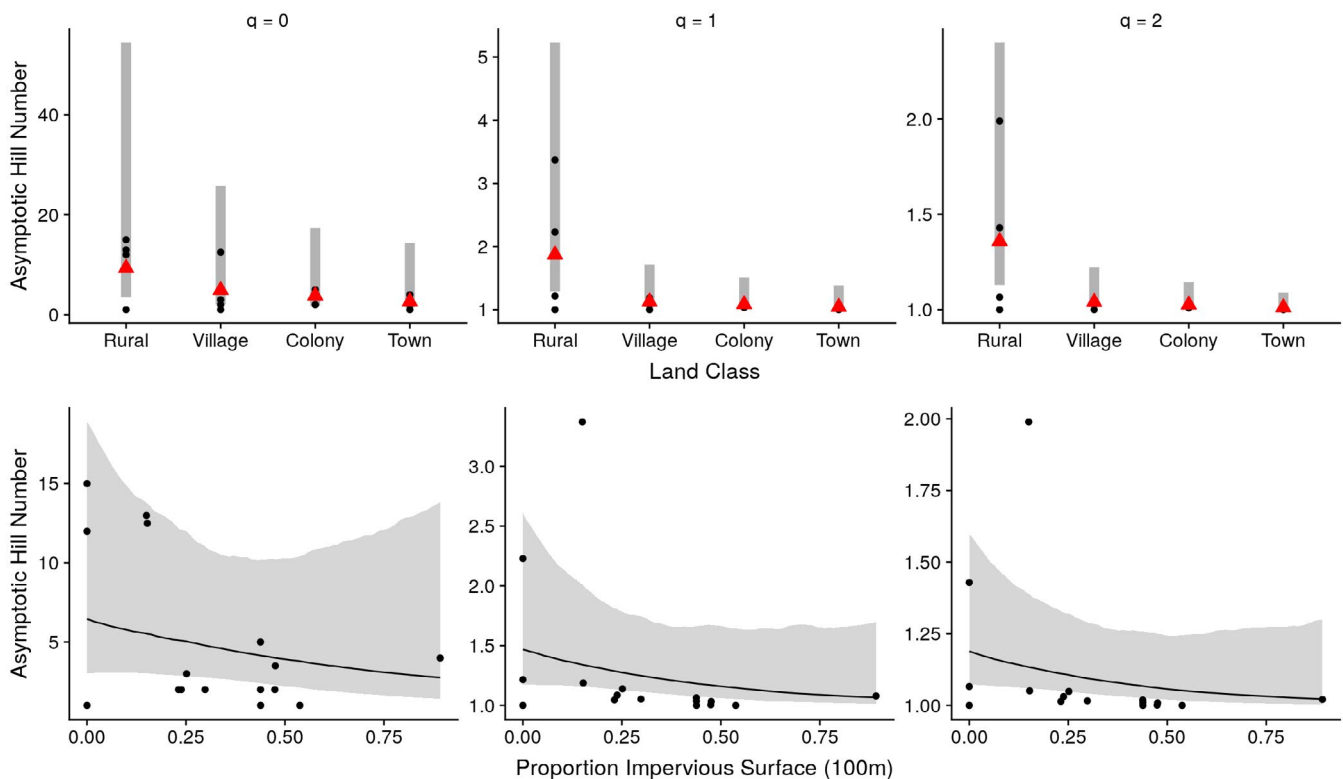 q = 0
q = 1
q = 2
Asymptotic Hill Number
40
20
0
5
4
3
2
1
2.0
1.5
1.0
Rural Village Colony Town
Rural Village Colony Town
Rural Village Colony Town
Land Class
Asymptotic Hill Number
15
10
5
3.0
2.5
2.0
1.5
1.0
2.00
1.75
1.50
1.25
1.00
0.00 0.25 0.50 0.75
0.00 0.25 0.50 0.75
0.00 0.25 0.50 0.75
Proportion Impervious Surface (100m)